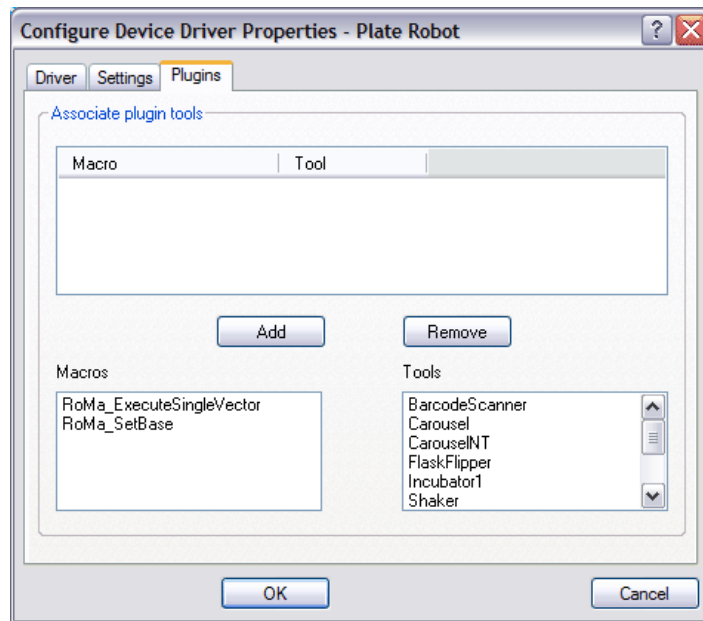 Configure Device Driver Properties - Plate Robot
Driver Settings Plugins
Associate plugin tools
Macro Tool
Add Remove
Macros Tools
RoMa_ExecuteSingleVector
RoMa_SetBase
BarcodeScanner
Carousel
CarouselNT
FlaskFlipper
Incubator1
Shaker
OK Cancel